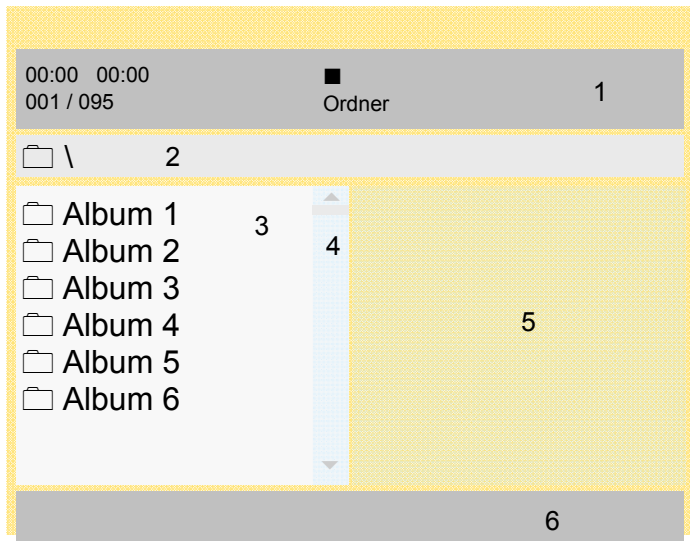 00:00 00:00
■
001 / 095
Ordner
1
\ 2
Album 1
Album 2
Album 3
Album 4
Album 5
Album 6
3
4
5
6